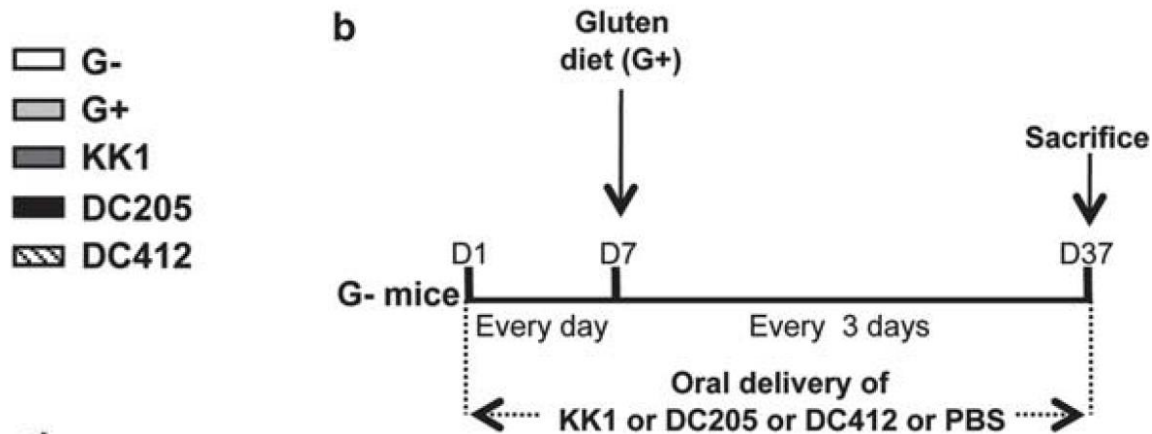 G-
G+
KK1
DC205
DC412
b
Gluten
diet (G+)
Sacrifice
D1
D7
D37
G- mice
Every day
Every 3 days
Oral delivery of
KK1 or DC205 or DC412 or PBS